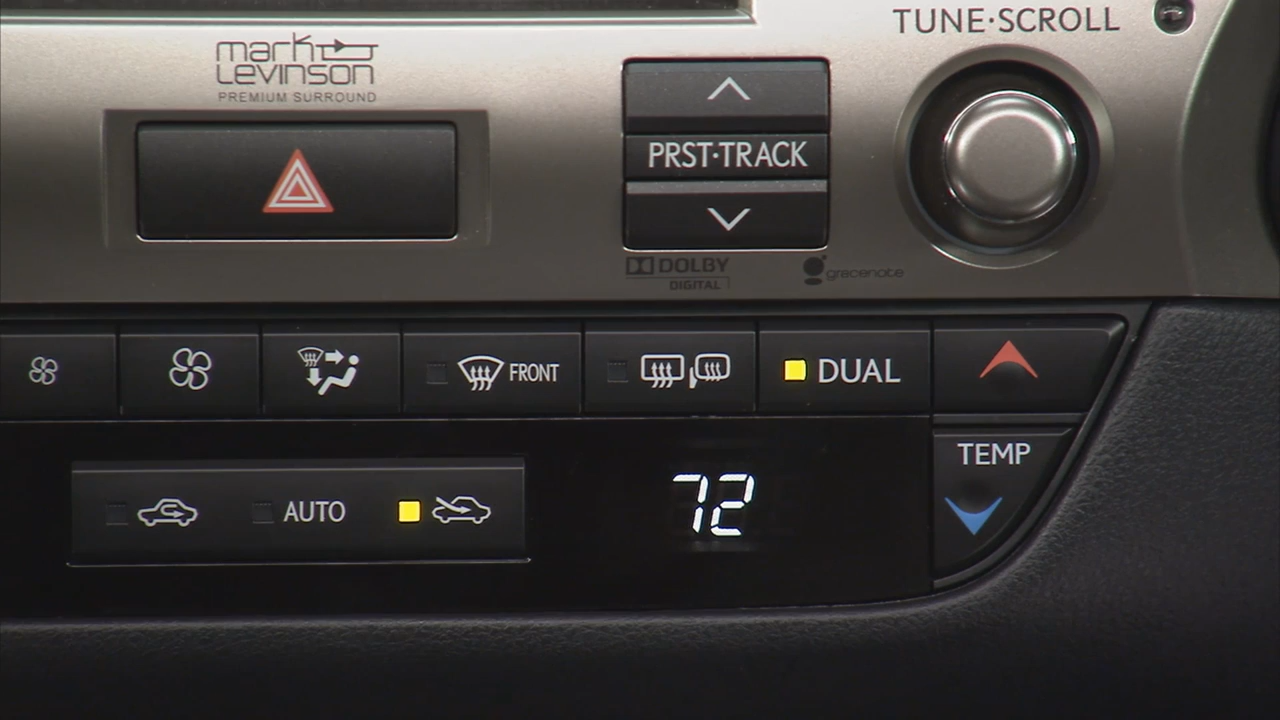 TUNE·SCROLL
mark
Levinson
PREMIUM SURROUND
PRST·TRACK
DOLBY
DIGITAL
gracenote
FRONT
DUAL
TEMP
AUTO
72